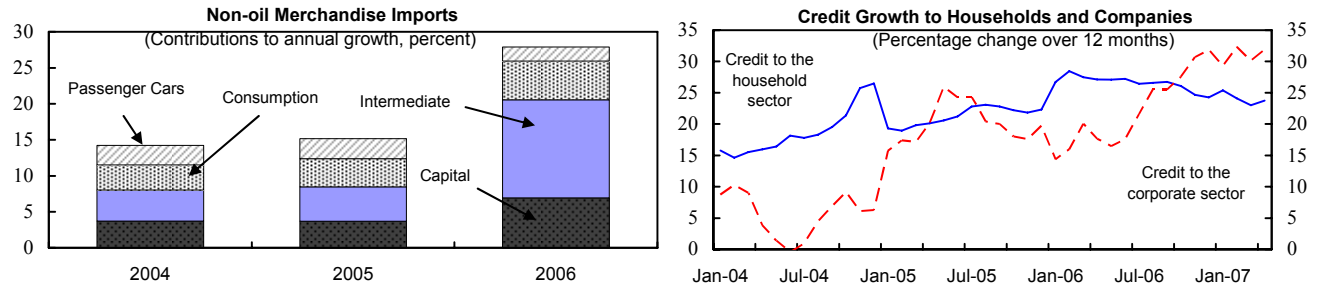 Non-oil Merchandise Imports
(Contributions to annual growth, percent)
30
25
20
15
10
5
0
Passenger Cars
Consumption
Intermediate
Capital
2004
2005
2006
Credit Growth to Households and Companies
(Percentage change over 12 months)
35
30
25
20
15
10
5
0
Credit to the
household
sector
Credit to the
corporate sector
35
30
25
20
15
10
5
0
Jan-04
Jul-04
Jan-05
Jul-05
Jan-06
Jul-06
Jan-07